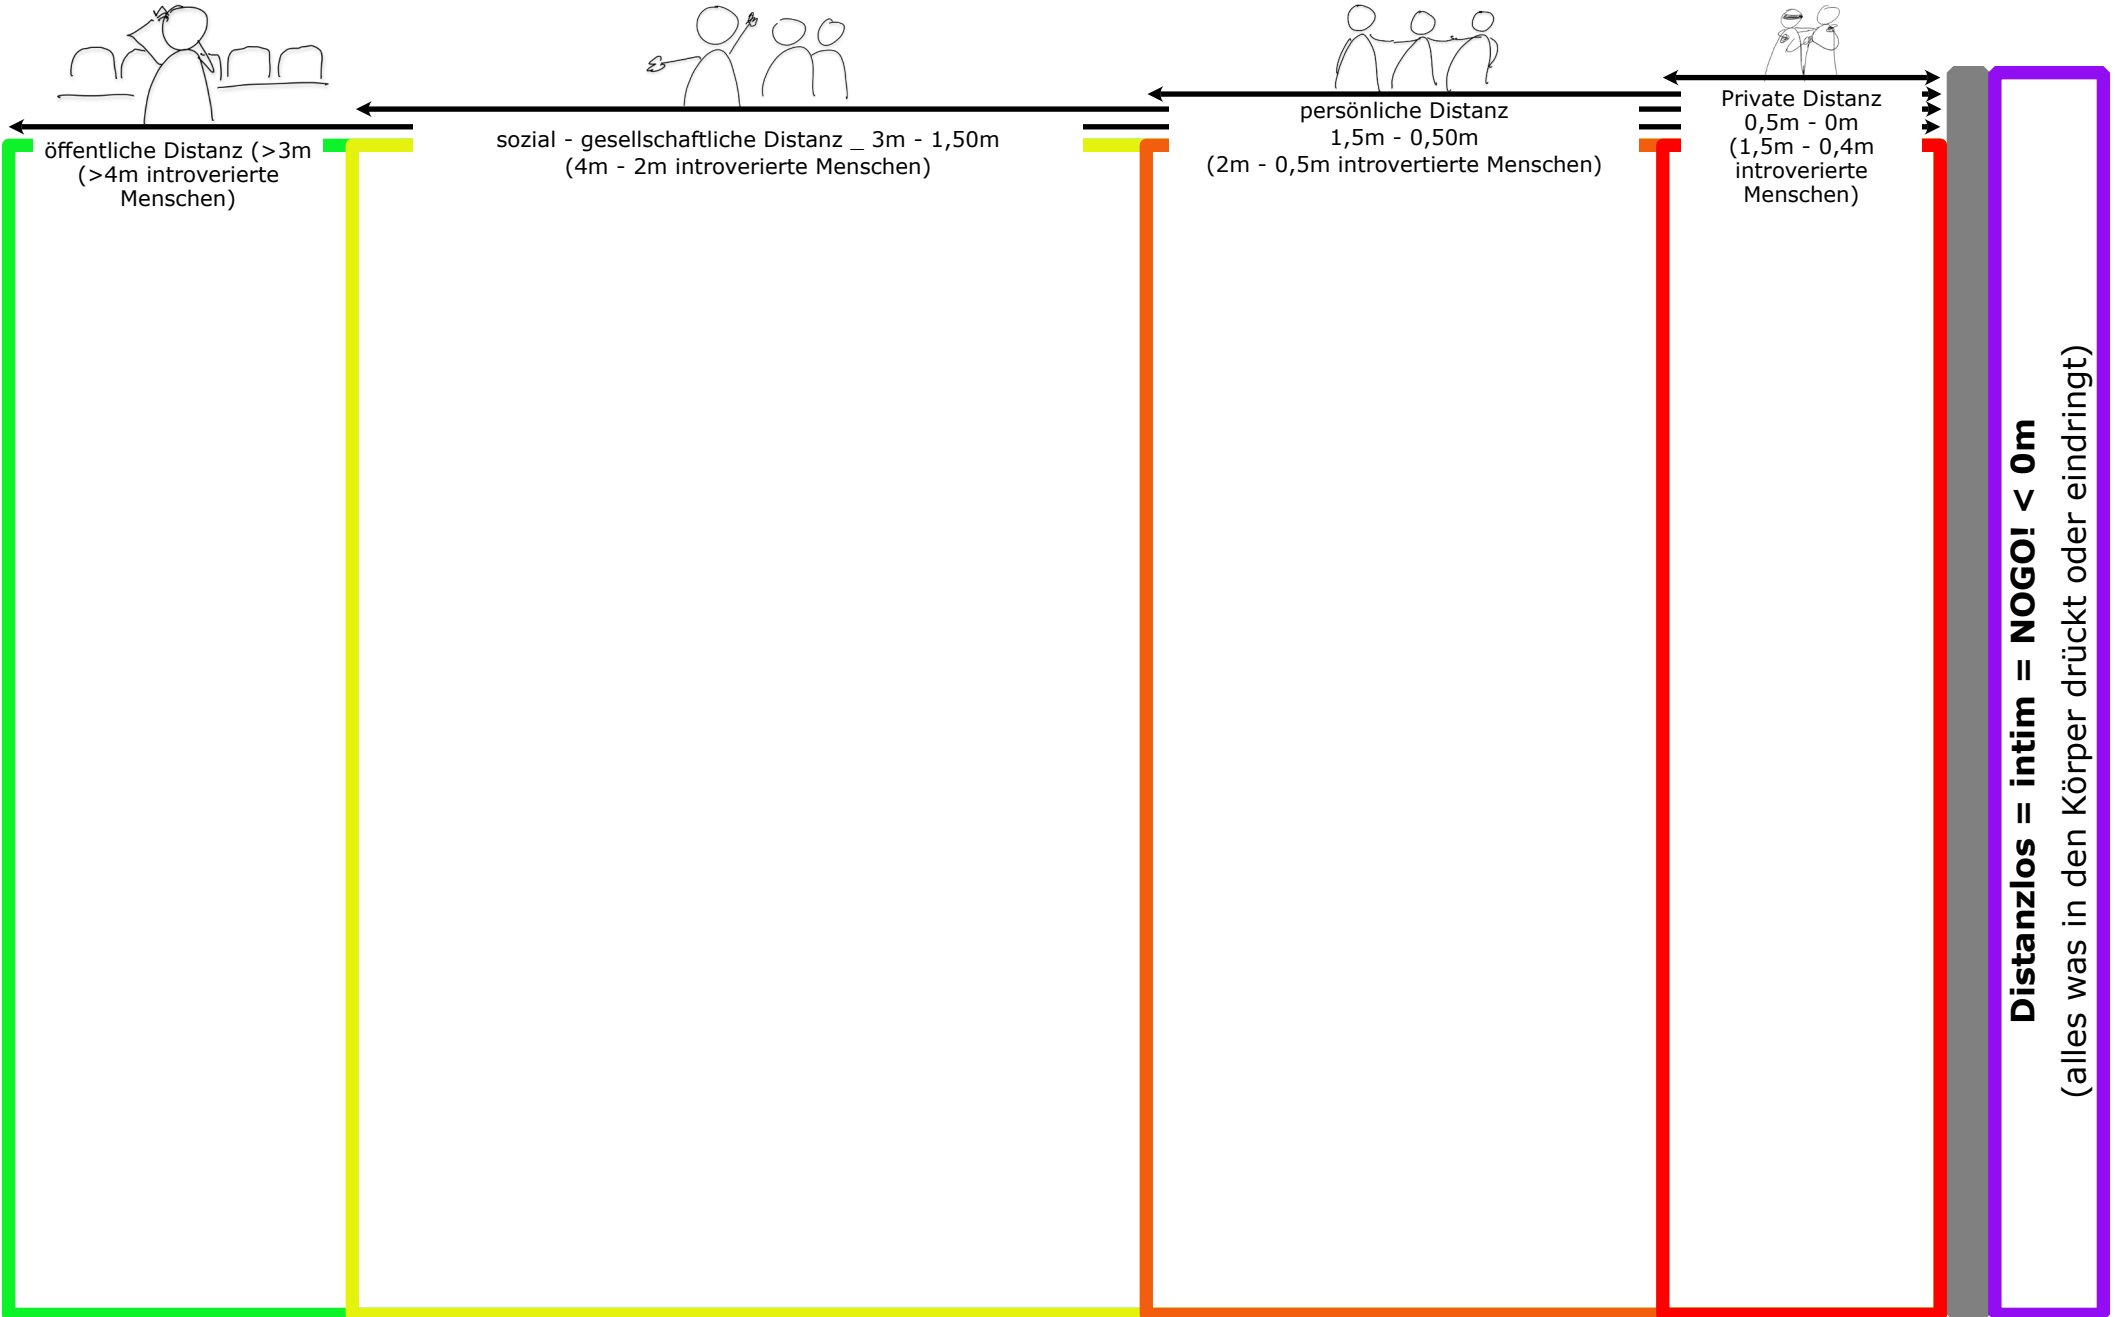 öffentliche Distanz (>3m
(>4m introverierte
Menschen)
sozial - gesellschaftliche Distanz _ 3m - 1,50m
(4m - 2m introverierte Menschen)
persönliche Distanz
1,5m - 0,50m
(2m - 0,5m introvertierte Menschen)
Private Distanz
0,5m - 0m
(1,5m - 0,4m
introverierte
Menschen)
Distanzlos = intim = NOGO! < 0m
(alles was in den Körper drückt oder eindringt)